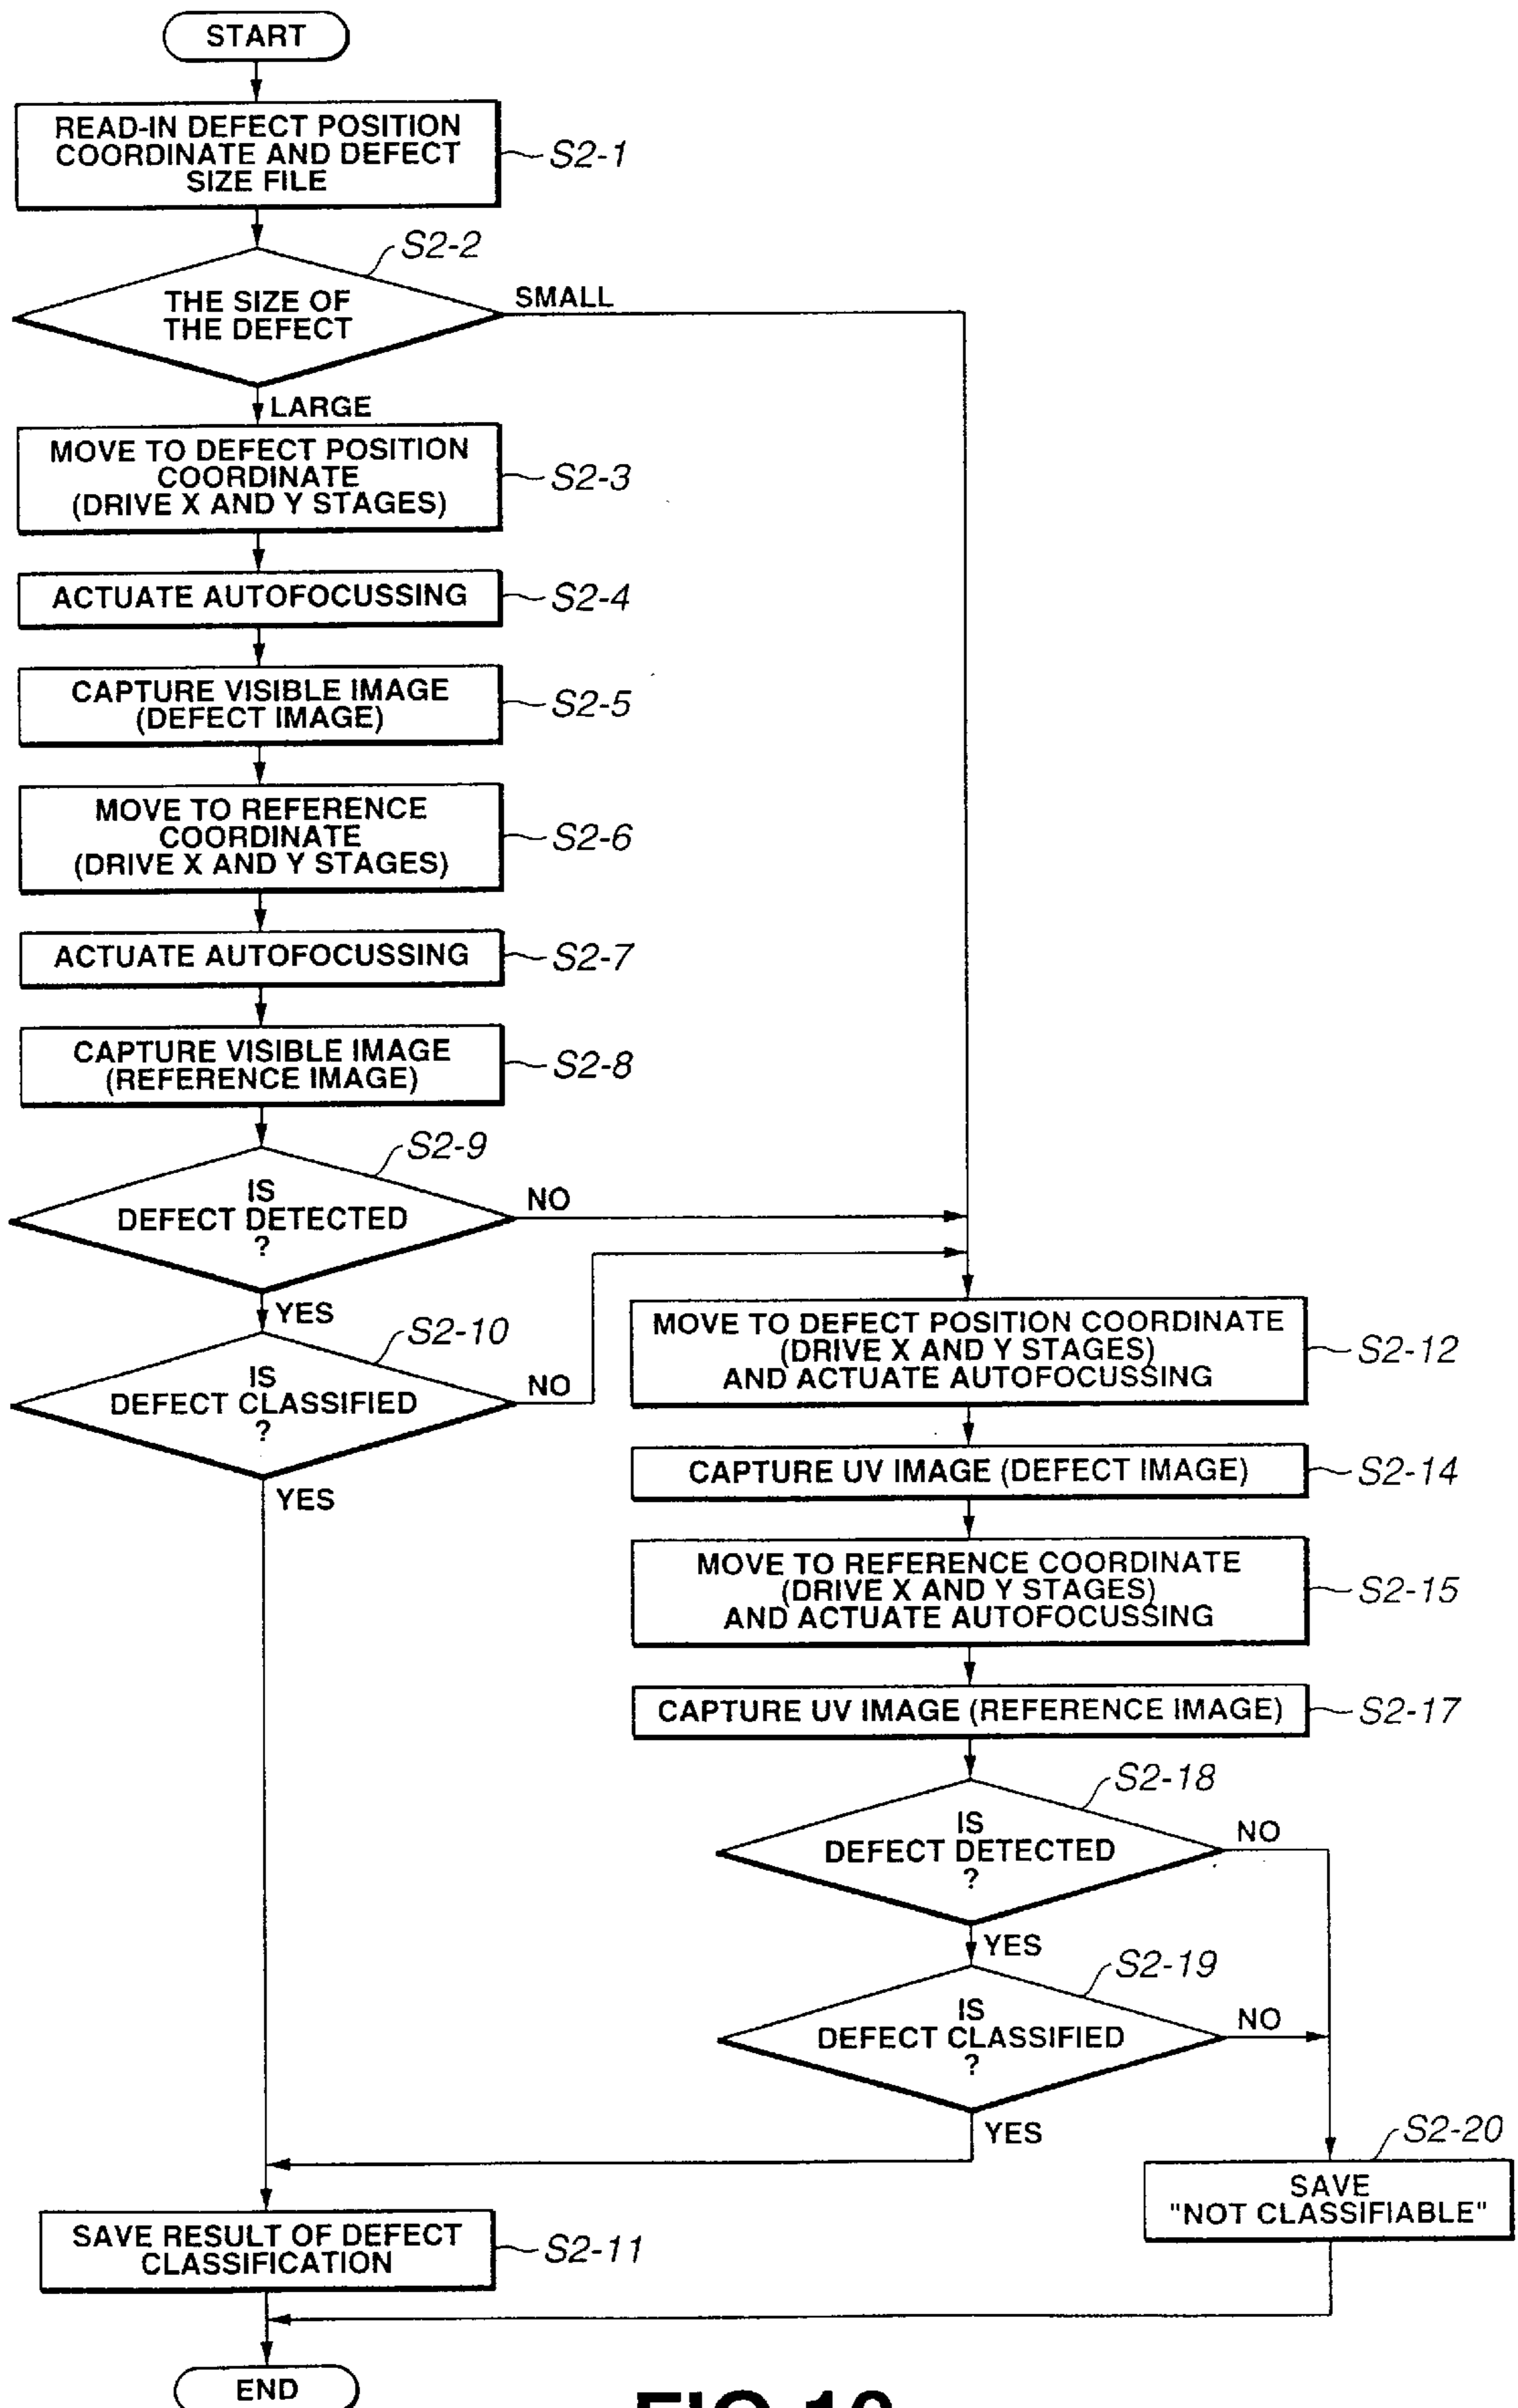 START
READ-IN DEFECT POSITION
COORDINATE AND DEFECT
SIZE FILE
S2-1
S2-2
THE SIZE OF
THE DEFECT
SMALL
LARGE
MOVE TO DEFECT POSITION
COORDINATE
(DRIVE X AND Y STAGES)
S2-3
ACTUATE AUTOFOCUSSING
S2-4
CAPTURE VISIBLE IMAGE
(DEFECT IMAGE)
S2-5
MOVE TO REFERENCE
COORDINATE
(DRIVE X AND Y STAGES)
S2-6
ACTUATE AUTOFOCUSSING
S2-7
CAPTURE VISIBLE IMAGE
(REFERENCE IMAGE)
S2-8
S2-9
IS
DEFECT DETECTED
?
NO
YES
S2-10
IS
DEFECT CLASSIFIED
?
NO
YES
MOVE TO DEFECT POSITION COORDINATE
(DRIVE X AND Y STAGES)
AND ACTUATE AUTOFOCUSSING
S2-12
CAPTURE UV IMAGE (DEFECT IMAGE)
S2-14
MOVE TO REFERENCE COORDINATE
(DRIVE X AND Y STAGES)
AND ACTUATE AUTOFOCUSSING
S2-15
CAPTURE UV IMAGE (REFERENCE IMAGE)
S2-17
S2-18
IS
DEFECT DETECTED
?
NO
YES
S2-19
IS
DEFECT CLASSIFIED
?
NO
YES
S2-20
SAVE
"NOT CLASSIFIABLE"
SAVE RESULT OF DEFECT
CLASSIFICATION
S2-11
END